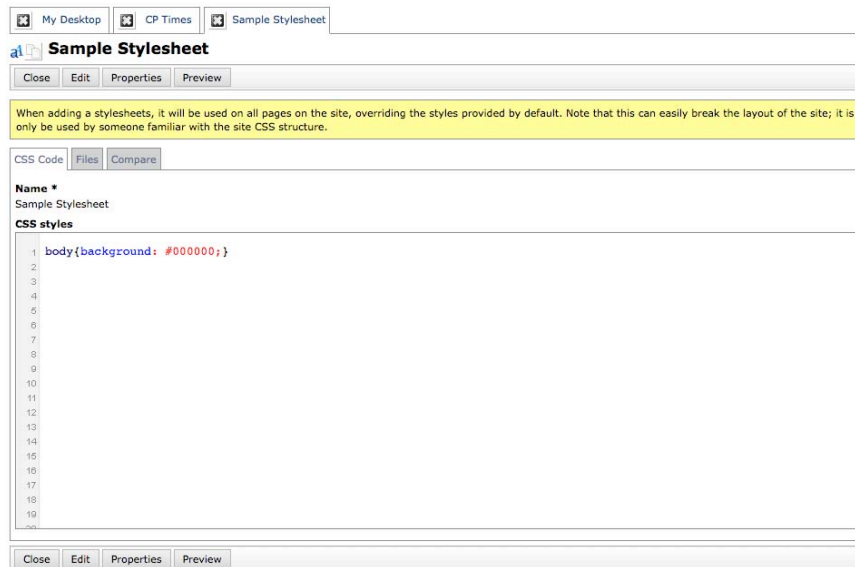 My Desktop CP Times Sample Stylesheet
aï Sample Stylesheet
Close Edit Properties Preview
When adding a stylesheets, it will be used on all pages on the site, overriding the styles provided by default. Note that this can easily break the layout of the site; it is
only be used by someone familiar with the site CSS structure.
CSS Code Files Compare
Name *
Sample Stylesheet
CSS styles
1 body{background: #000000;}
2
3
4
5
6
7
8
9
10
11
12
13
14
15
16
17
18
19
Close Edit Properties Preview